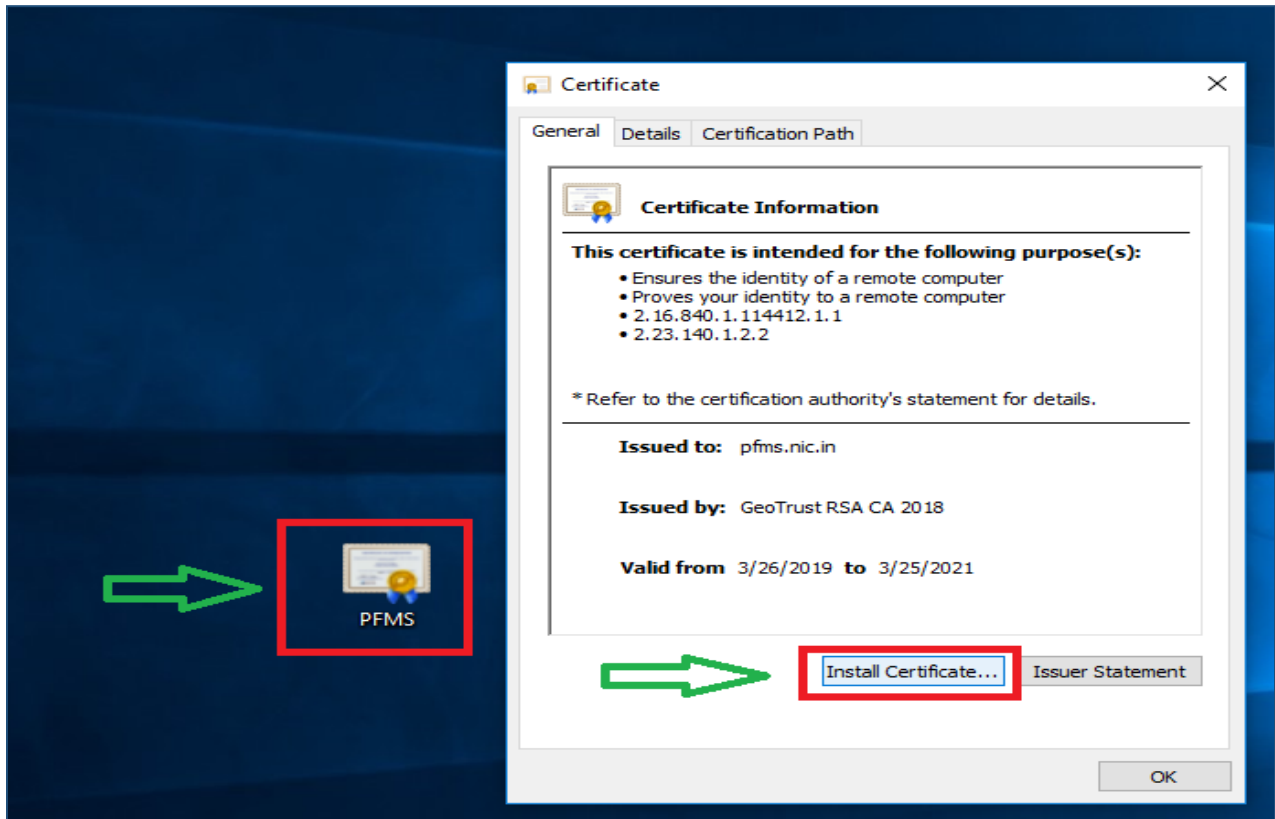 Certificate
General Details Certification Path
Certificate Information
This certificate is intended for the following purpose(s):
• Ensures the identity of a remote computer
• Proves your identity to a remote computer
• 2.16.840.1.114412.1.1
• 2.23.140.1.2.2
* Refer to the certification authority's statement for details.
Issued to: pfms.nic.in
Issued by: GeoTrust RSA CA 2018
Valid from 3/26/2019 to 3/25/2021
PFMS
Install Certificate... Issuer Statement
OK